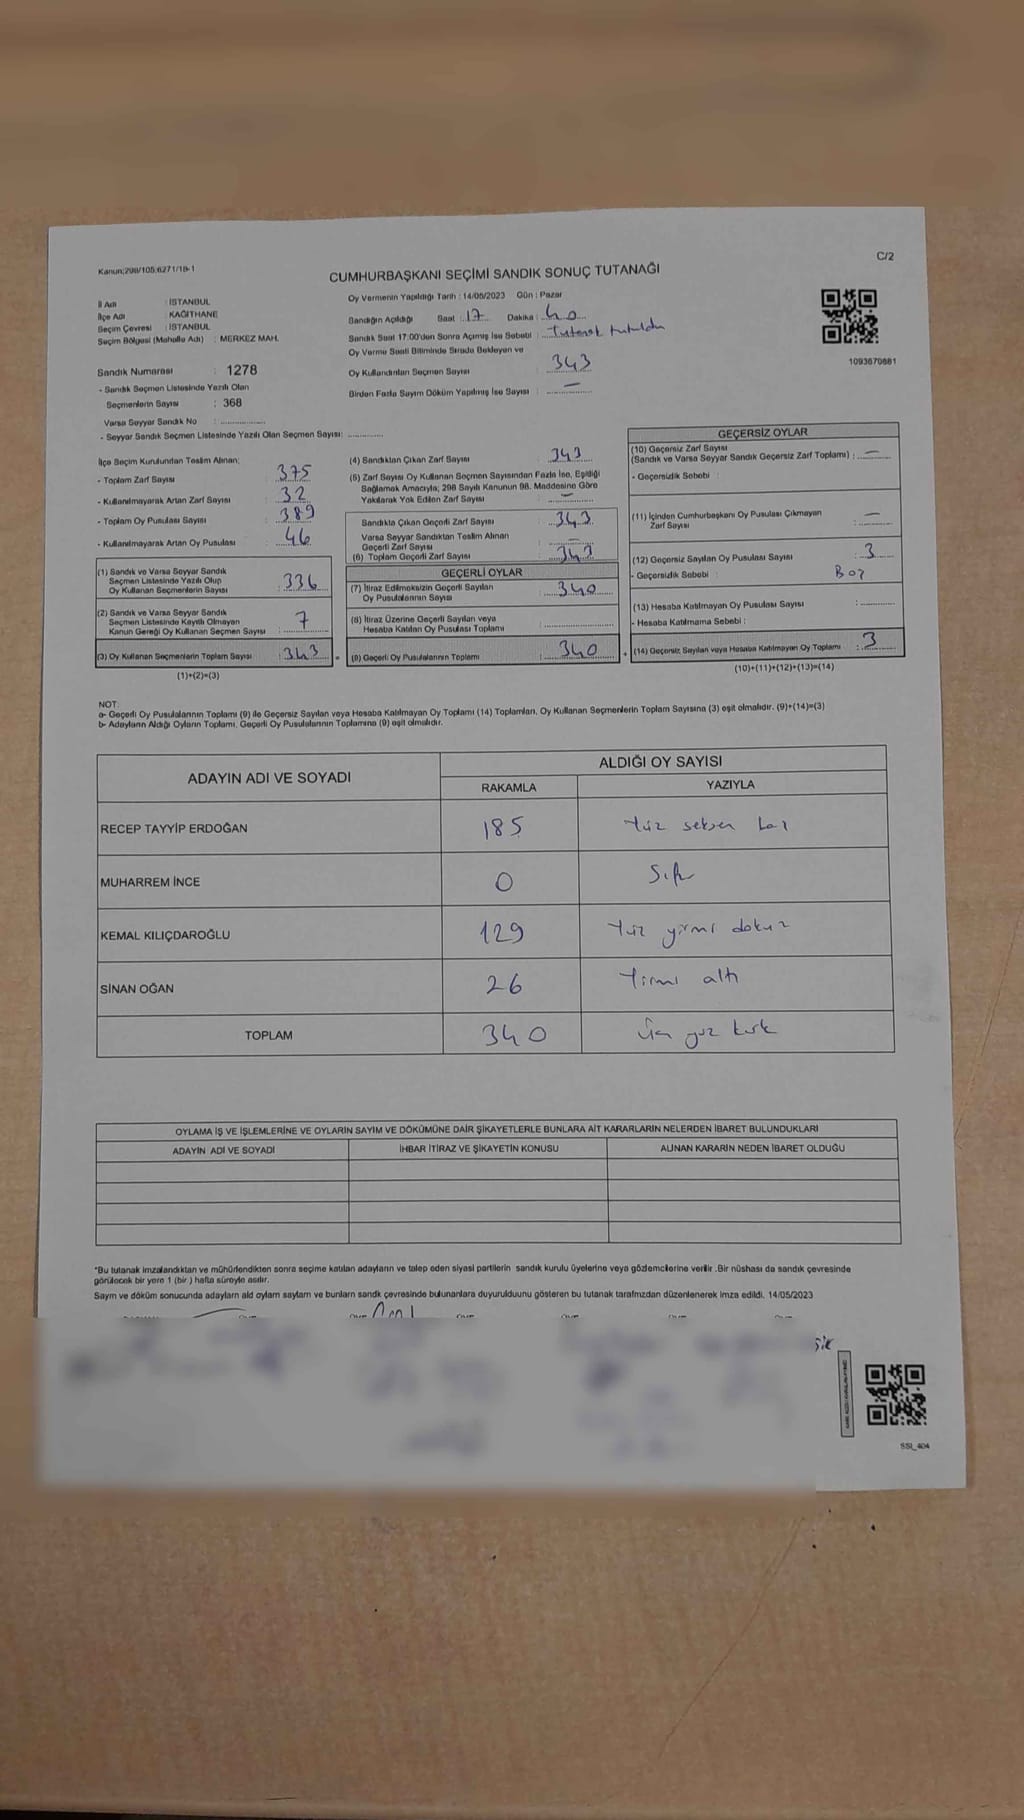 Kanun:298/105;6271/18-1
C/2
CUMHURBAŞKANI SEÇİMİ SANDIK SONUÇ TUTANAĞI
İl Adı : İSTANBUL
İlçe Adı : KAĞITHANE
Seçim Çevresi : İSTANBUL
Seçim Bölgesi (Mahalle Adı) : MERKEZ MAH.
Oy Vermenin Yapıldığı Tarih : 14/05/2023 Gün : Pazar
Sandığın Açıldığı Saat : 17 Dakika : 40
Sandık Saat 17:00'den Sonra Açılmış İse Sebebi : Tutanak tutuldu
Oy Verme Saati Bitiminde Sırada Bekleyen ve
Oy Kullandırılan Seçmen Sayısı : 343
Birden Fazla Sayım Döküm Yapılmış İse Sayısı : —
1093670881
Sandık Numarası : 1278
- Sandık Seçmen Listesinde Yazılı Olan
Seçmenlerin Sayısı : 368
Varsa Seyyar Sandık No :
- Seyyar Sandık Seçmen Listesinde Yazılı Olan Seçmen Sayısı:
İlçe Seçim Kurulundan Teslim Alınan;
- Toplam Zarf Sayısı : 375
- Kullanılmayarak Artan Zarf Sayısı : 32
- Toplam Oy Pusulası Sayısı : 389
- Kullanılmayarak Artan Oy Pusulası : 46
(1) Sandık ve Varsa Seyyar Sandık
Seçmen Listesinde Yazılı Olup
Oy Kullanan Seçmenlerin Sayısı : 336
(2) Sandık ve Varsa Seyyar Sandık
Seçmen Listesinde Kayıtlı Olmayan
Kanun Gereği Oy Kullanan Seçmen Sayısı : 7
(3) Oy Kullanan Seçmenlerin Toplam Sayısı : 343
(1)+(2)=(3)
(4) Sandıktan Çıkan Zarf Sayısı : 343
(5) Zarf Sayısı Oy Kullanan Seçmen Sayısından Fazla İse, Eşitliği
Sağlamak Amacıyla; 298 Sayılı Kanunun 98. Maddesine Göre
Yakılarak Yok Edilen Zarf Sayısı : —
Sandıkta Çıkan Geçerli Zarf Sayısı : 343
Varsa Seyyar Sandıktan Teslim Alınan
Geçerli Zarf Sayısı : —
(6) Toplam Geçerli Zarf Sayısı : 343
GEÇERLİ OYLAR
(7) İtiraz Edilmeksizin Geçerli Sayılan
Oy Pusulalarının Sayısı : 340
(8) İtiraz Üzerine Geçerli Sayılan veya
Hesaba Katılan Oy Pusulası Toplamı :
(9) Geçerli Oy Pusulalarının Toplamı : 340
GEÇERSİZ OYLAR
(10) Geçersiz Zarf Sayısı
(Sandık ve Varsa Seyyar Sandık Geçersiz Zarf Toplamı) : —
- Geçersizlik Sebebi :
(11) İçinden Cumhurbaşkanı Oy Pusulası Çıkmayan
Zarf Sayısı : —
(12) Geçersiz Sayılan Oy Pusulası Sayısı : 3
- Geçersizlik Sebebi :
(13) Hesaba Katılmayan Oy Pusulası Sayısı :
- Hesaba Katılmama Sebebi :
(14) Geçersiz Sayılan veya Hesaba Katılmayan Oy Toplamı : 3
(10)+(11)+(12)+(13)=(14)
NOT:
a- Geçerli Oy Pusulalarının Toplamı (9) ile Geçersiz Sayılan veya Hesaba Katılmayan Oy Toplamı (14) Toplamları, Oy Kullanan Seçmenlerin Toplam Sayısına (3) eşit olmalıdır. (9)+(14)=(3)
b- Adayların Aldığı Oyların Toplamı, Geçerli Oy Pusulalarının Toplamına (9) eşit olmalıdır.
ADAYIN ADI VE SOYADI ALDIĞI OY SAYISI
RAKAMLA YAZIYLA
RECEP TAYYİP ERDOĞAN 185 Yüz seksen beş
MUHARREM İNCE 0 Sıfır
KEMAL KILIÇDAROĞLU 129 Yüz yirmi dokuz
SİNAN OĞAN 26 Yirmi altı
TOPLAM 340 Üç yüz kırk
OYLAMA İŞ VE İŞLEMLERİNE VE OYLARIN SAYIM VE DÖKÜMÜNE DAİR ŞİKAYETLERLE BUNLARA AİT KARARLARIN NELERDEN İBARET BULUNDUKLARI
ADAYIN ADI VE SOYADI İHBAR İTİRAZ VE ŞİKAYETİN KONUSU ALINAN KARARIN NEDEN İBARET OLDUĞU
*Bu tutanak imzalandıktan ve mühürlendikten sonra seçime katılan adayların ve talep eden siyasi partilerin sandık kurulu üyelerine veya gözlemcilerine verilir .Bir nüshası da sandık çevresinde
görülecek bir yere 1 (bir ) hafta süreyle asılır.
Sayım ve döküm sonucunda adayların ald oyların sayların ve bunların sandık çevresinde bulunanlara duyurulduunu gösteren bu tutanak tarafımzdan düzenlenerek imza edildi. 14/05/2023
SSI_404